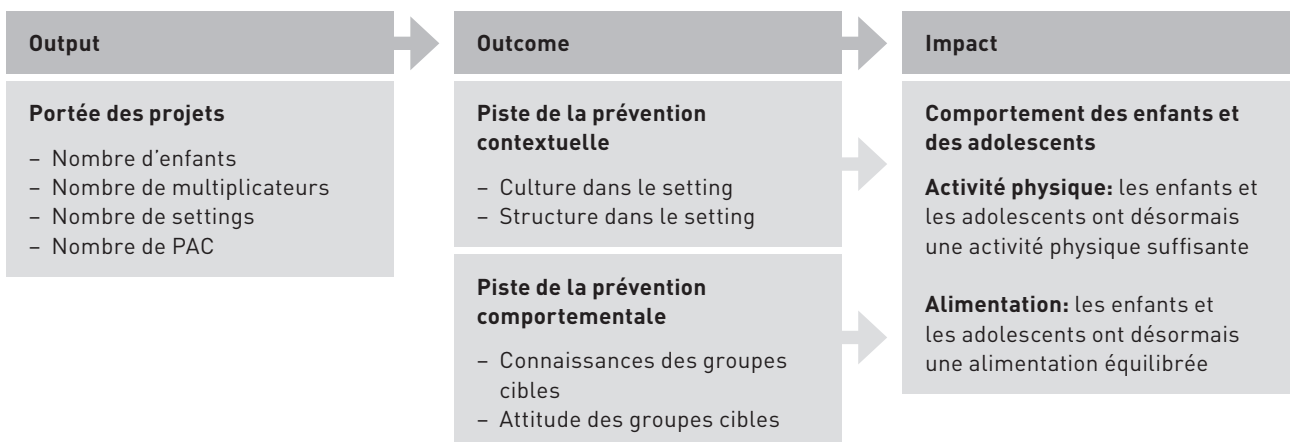 Output
Portée des projets
– Nombre d'enfants
– Nombre de multiplicateurs
– Nombre de settings
– Nombre de PAC
Outcome
Piste de la prévention
contextuelle
– Culture dans le setting
– Structure dans le setting
Piste de la prévention
comportementale
– Connaissances des groupes
cibles
– Attitude des groupes cibles
Impact
Comportement des enfants et
des adolescents
Activité physique: les enfants et
les adolescents ont désormais
une activité physique suffisante
Alimentation: les enfants et
les adolescents ont désormais
une alimentation équilibrée